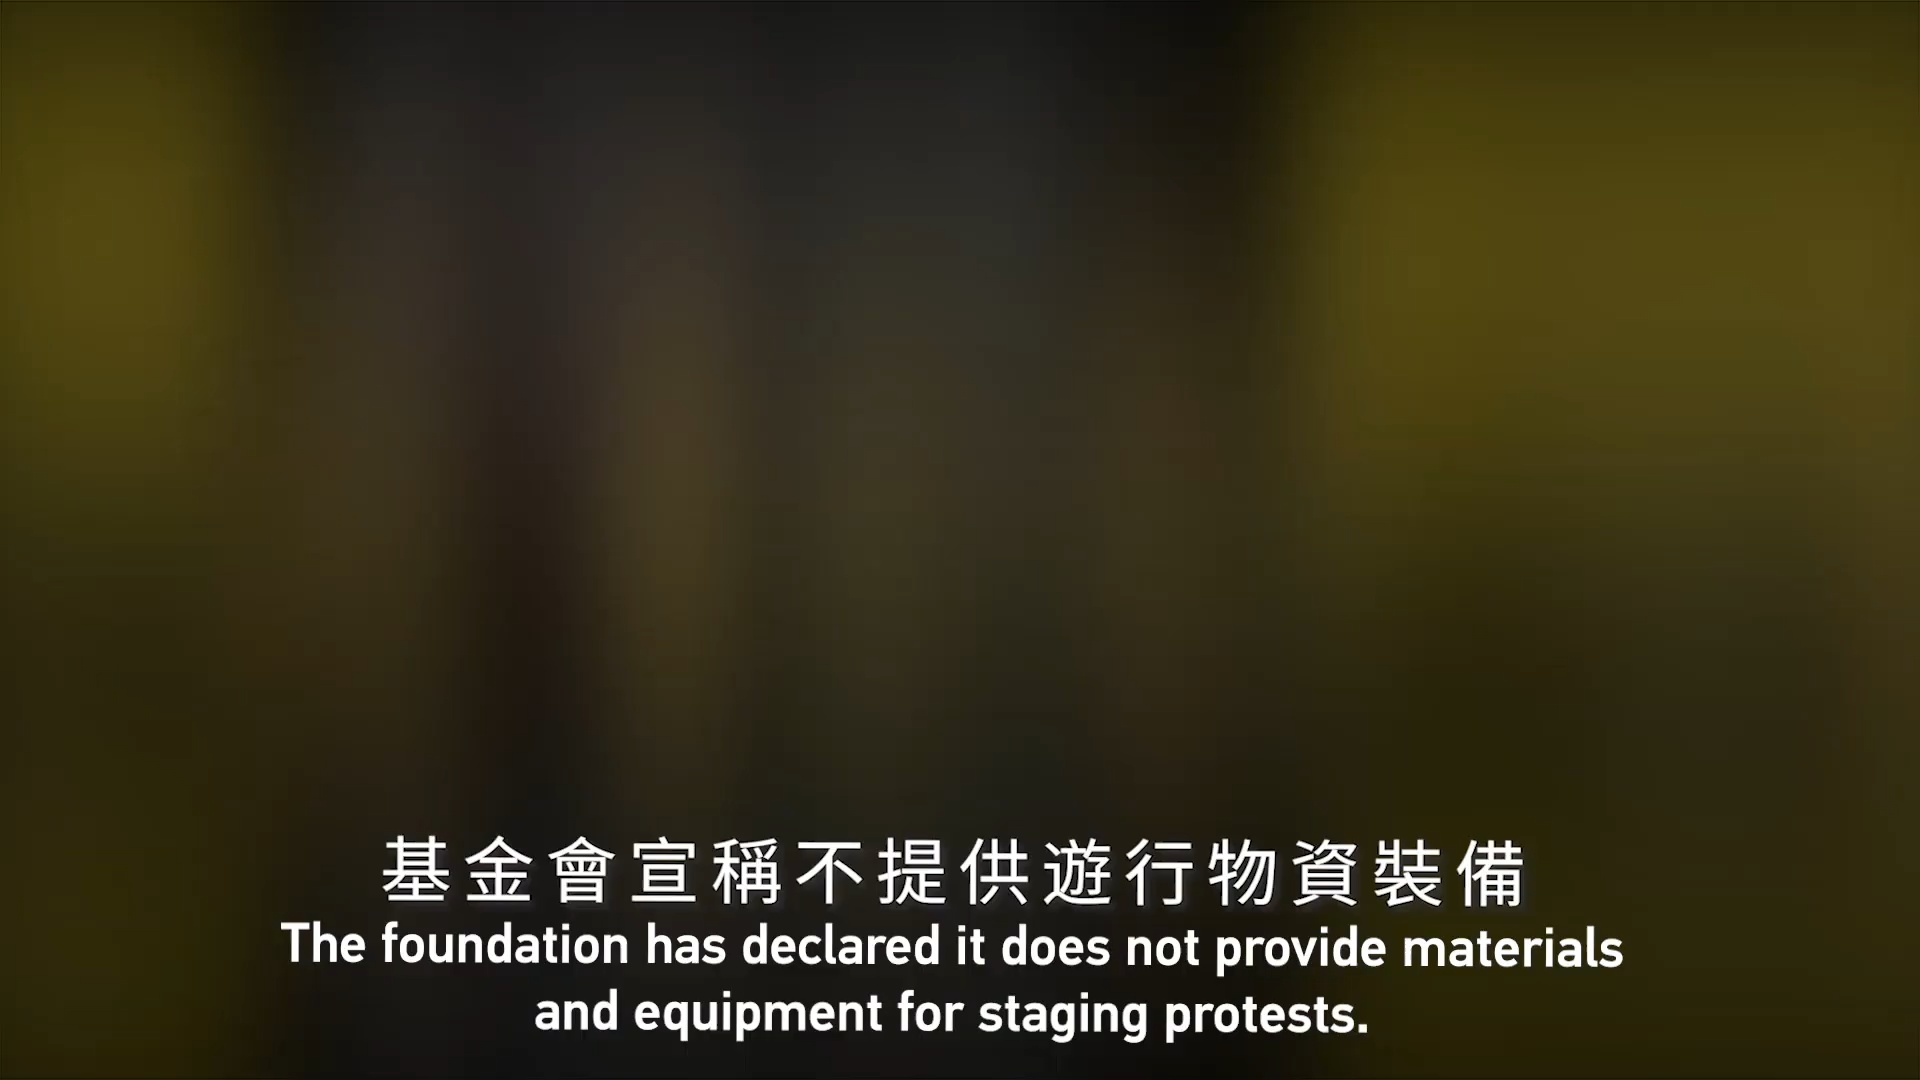 基金會宣稱不提供遊行物資裝備
The foundation has declared it does not provide materials
and equipment for staging protests.